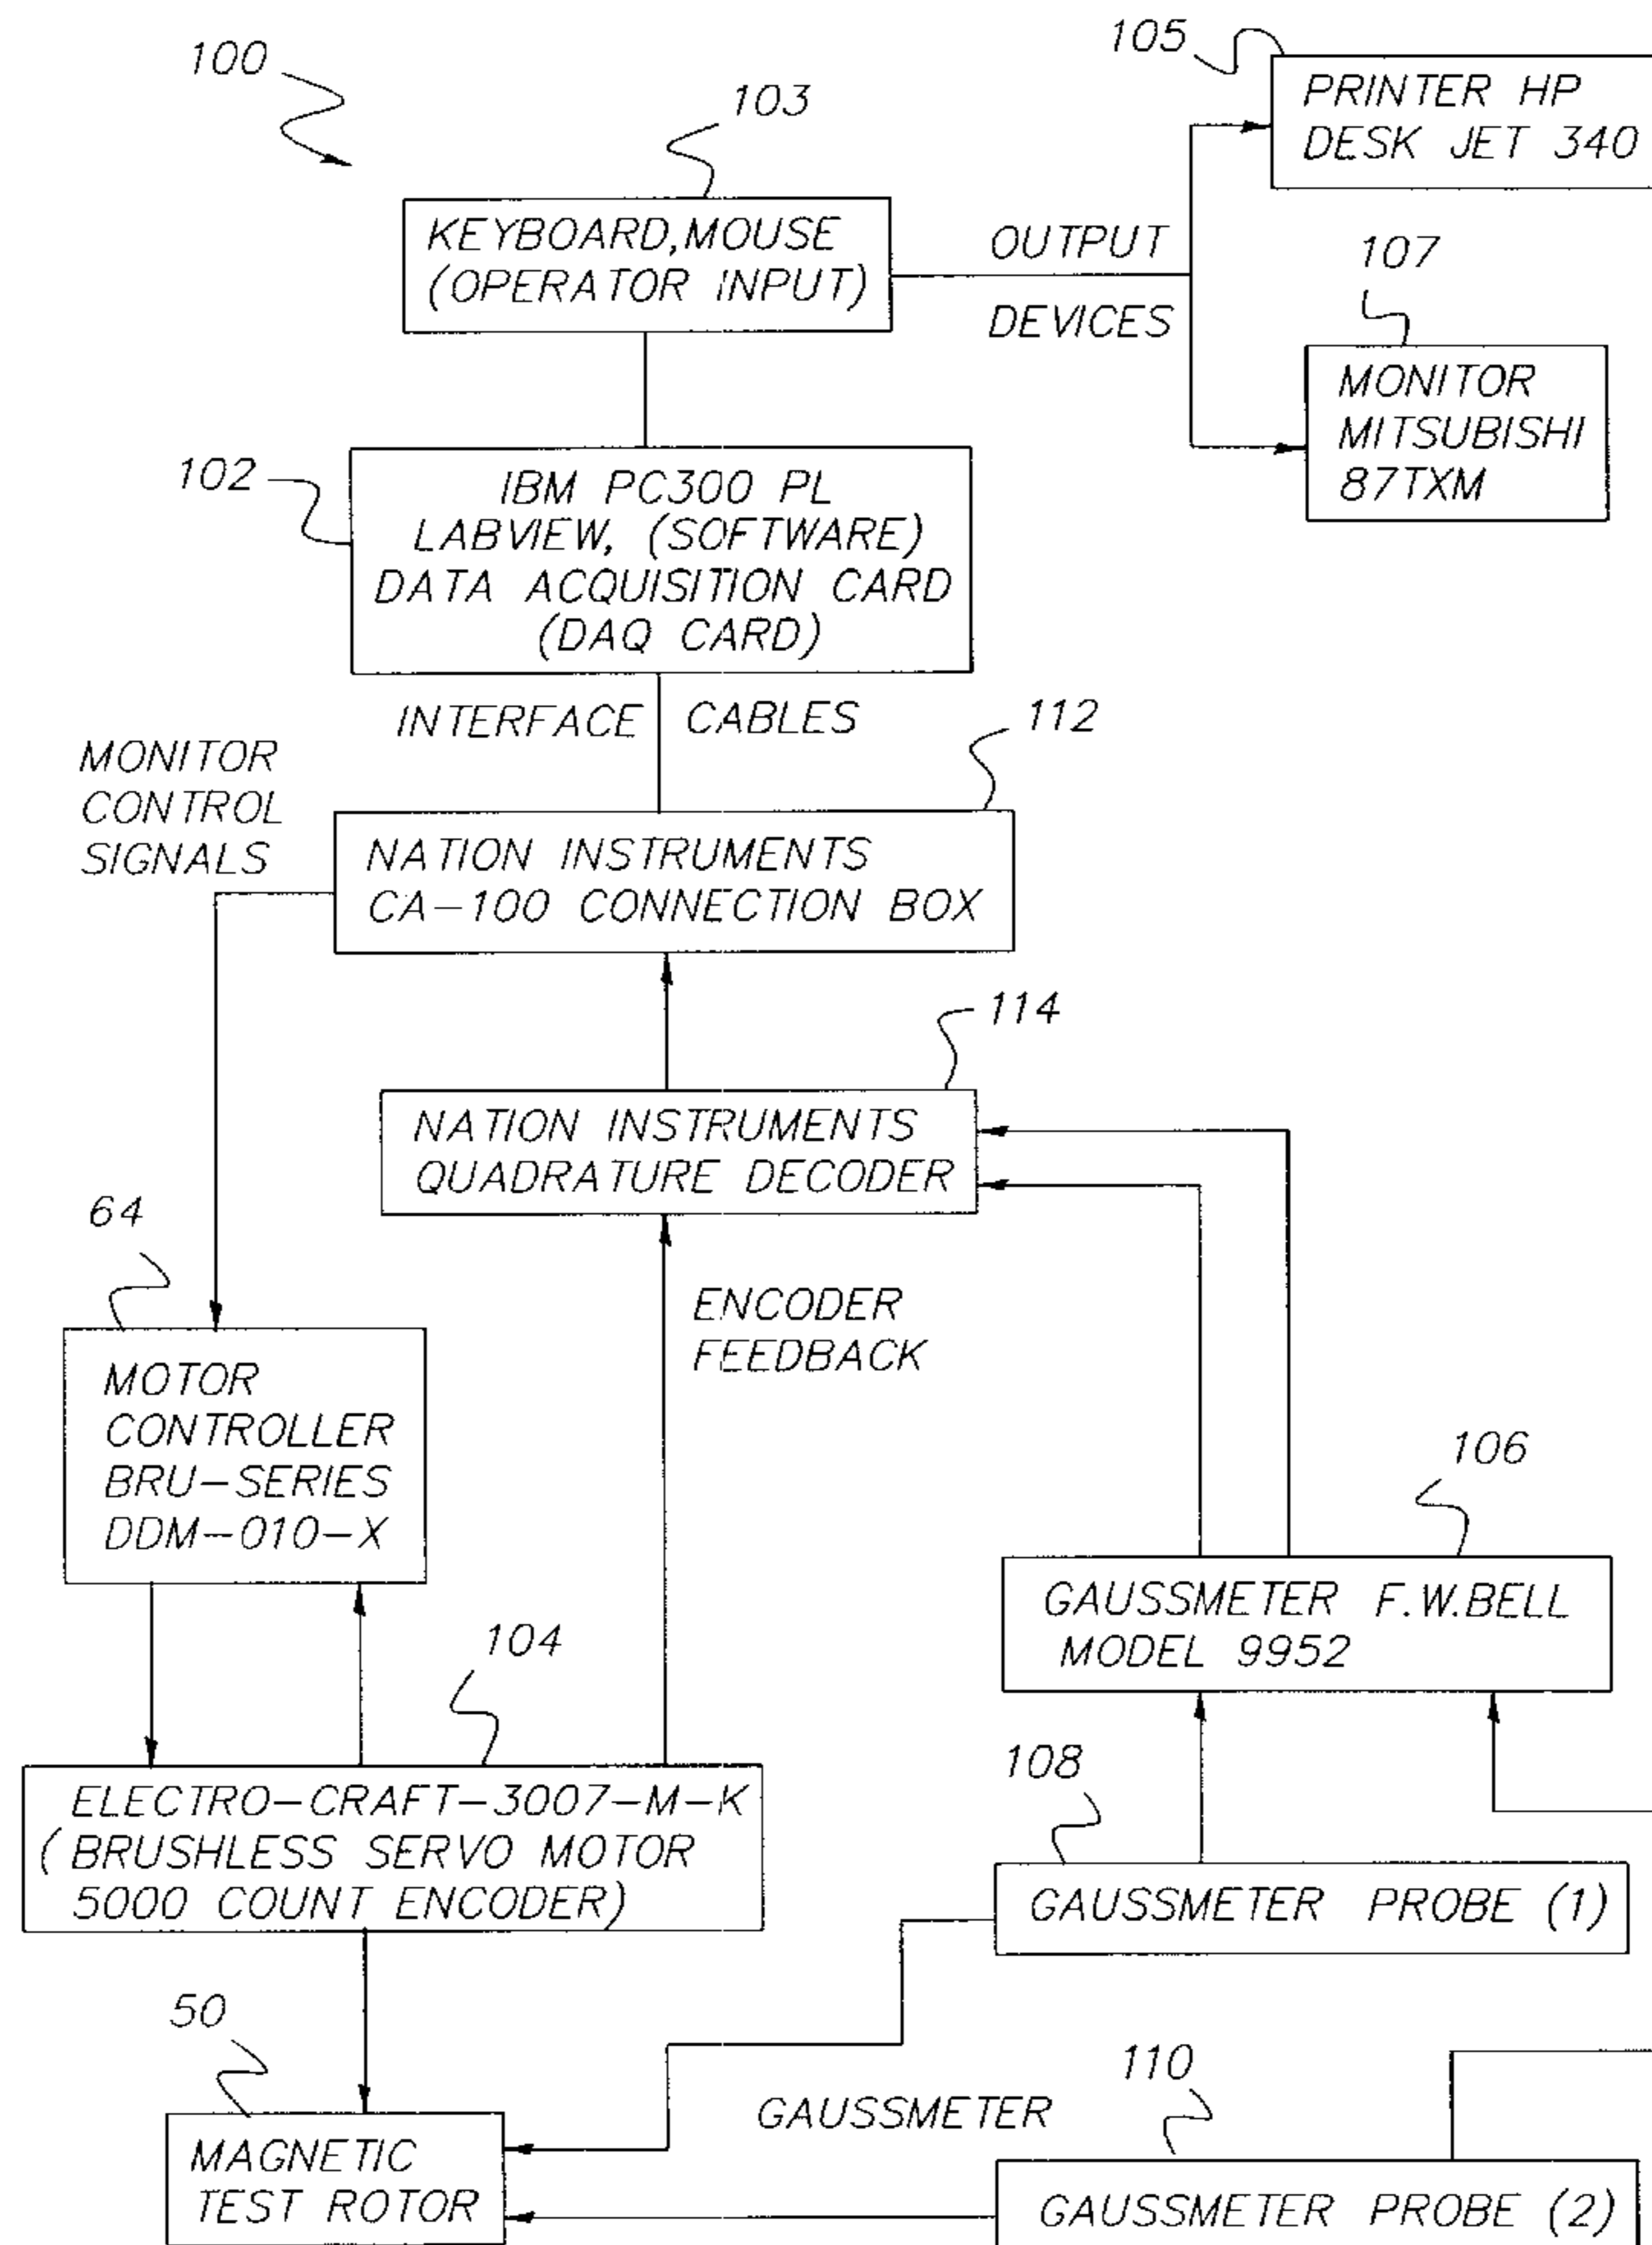 100
103
105
PRINTER HP
DESK JET 340
KEYBOARD,MOUSE
(OPERATOR INPUT)
OUTPUT
DEVICES
107
MONITOR
MITSUBISHI
87TXM
102
IBM PC300 PL
LABVIEW, (SOFTWARE)
DATA ACQUISITION CARD
(DAQ CARD)
INTERFACE CABLES
112
MONITOR
CONTROL
SIGNALS
NATION INSTRUMENTS
CA-100 CONNECTION BOX
114
NATION INSTRUMENTS
QUADRATURE DECODER
64
ENCODER
FEEDBACK
MOTOR
CONTROLLER
BRU-SERIES
DDM-010-X
106
GAUSSMETER F.W.BELL
MODEL 9952
104
ELECTRO-CRAFT-3007-M-K
(BRUSHLESS SERVO MOTOR
5000 COUNT ENCODER)
108
GAUSSMETER PROBE (1)
50
MAGNETIC
TEST ROTOR
GAUSSMETER
110
GAUSSMETER PROBE (2)